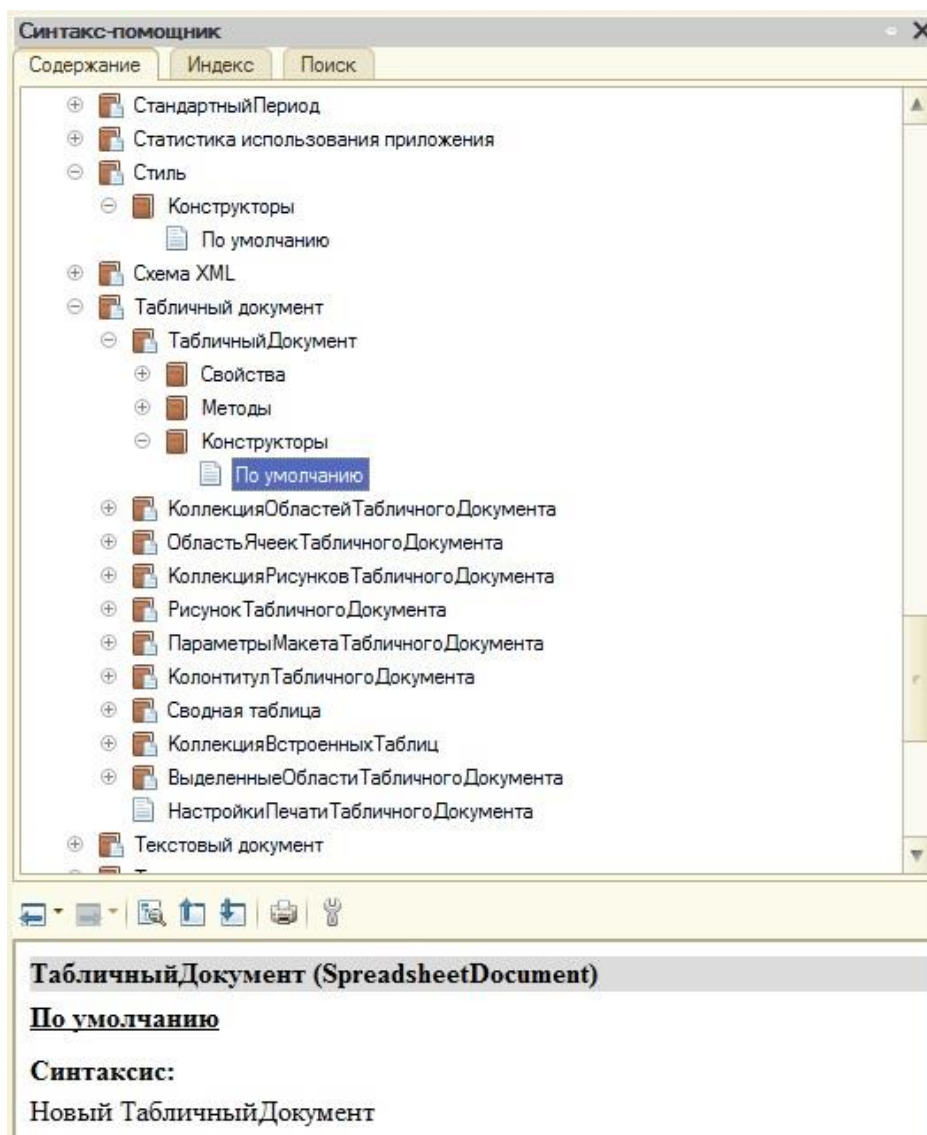 Синтакс-помощник
Содержание Индекс Поиск
СтандартныйПериод
Статистика использования приложения
Стиль
Конструкторы
По умолчанию
Схема XML
Табличный документ
ТабличныйДокумент
Свойства
Методы
Конструкторы
По умолчанию
КоллекцияОбластейТабличногоДокумента
ОбластьЯчеекТабличногоДокумента
КоллекцияРисунковТабличногоДокумента
РисунокТабличногоДокумента
ПараметрыМакетаТабличногоДокумента
КолонтитулТабличногоДокумента
Сводная таблица
КоллекцияВстроенныхТаблиц
ВыделенныеОбластиТабличногоДокумента
НастройкиПечатиТабличногоДокумента
Текстовый документ
ТабличныйДокумент (SpreadsheetDocument)
По умолчанию
Синтаксис:
Новый ТабличныйДокумент